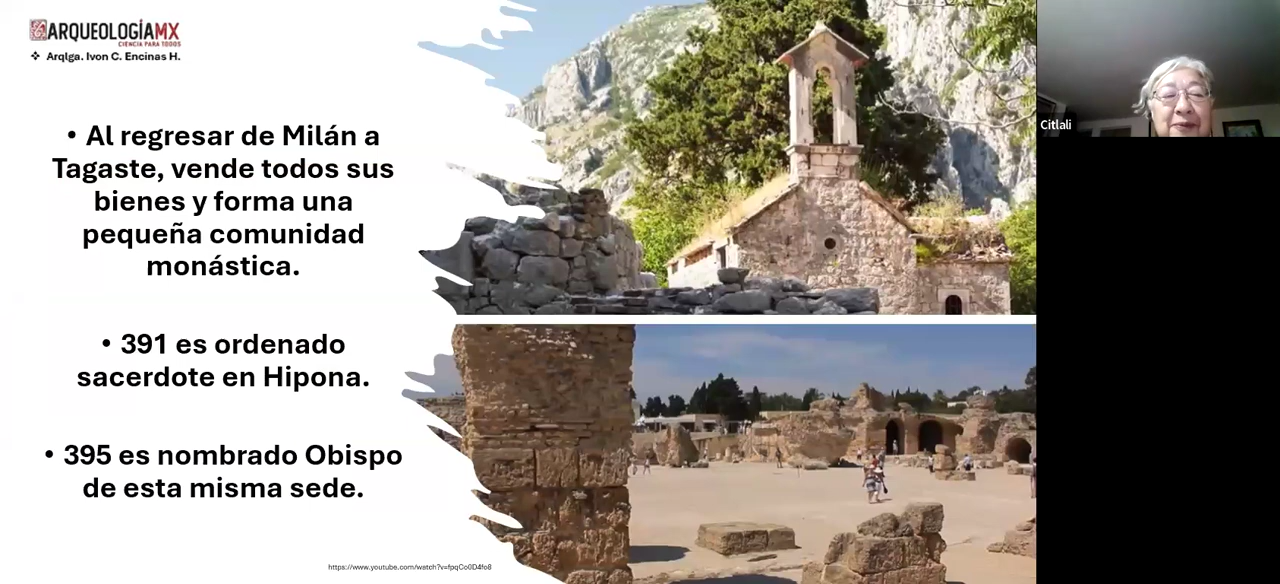 ARQUEOLOGÍAMX
CIENCIA PARA TODOS
❖ Arqlga. Ivon C. Encinas H.
• Al regresar de Milán a
Tagaste, vende todos sus
bienes y forma una
pequeña comunidad
monástica.
• 391 es ordenado
sacerdote en Hipona.
• 395 es nombrado Obispo
de esta misma sede.
https://www.youtube.com/watch?v=fpqCo0D4fo8
Citlali